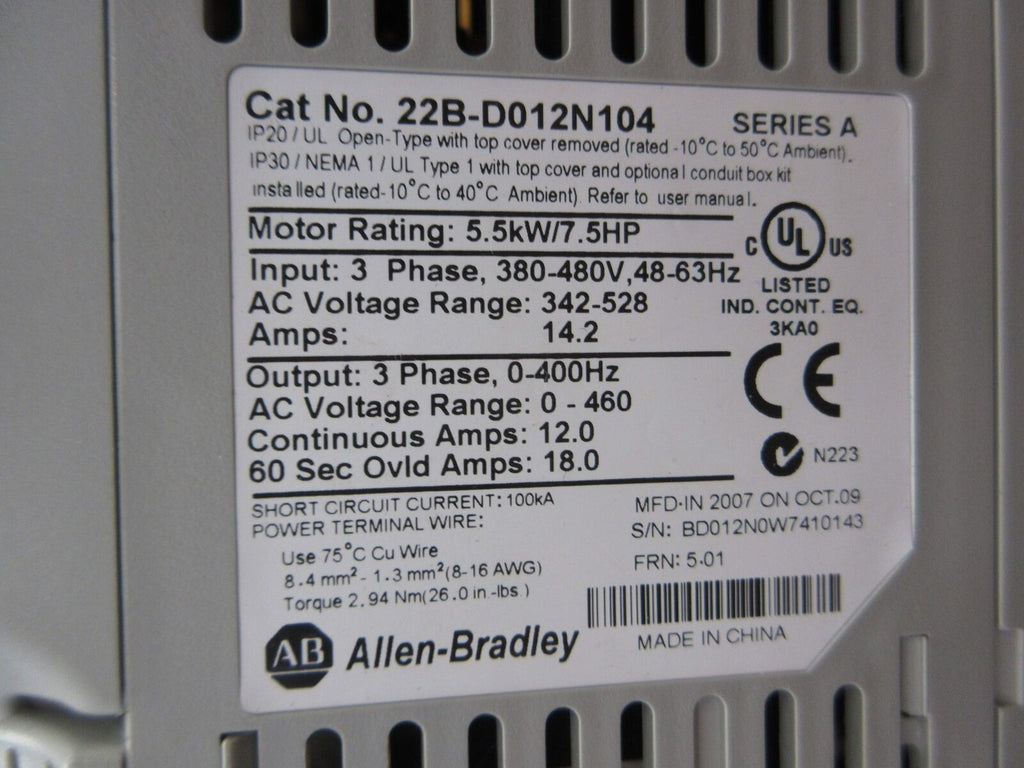 Cat No. 22B-D012N104
SERIES A
IP20 / UL Open-Type with top cover removed (rated -10°C to 50°C Ambient).
IP30 / NEMA 1 / UL Type 1 with top cover and optional conduit box kit
installed (rated-10°C to 40°C Ambient). Refer to user manual.
Motor Rating: 5.5kW/7.5HP
C UL US
Input: 3 Phase, 380-480V,48-63Hz
LISTED
AC Voltage Range: 342-528
IND. CONT. EQ.
Amps: 14.2
3KA0
CE
Output: 3 Phase, 0-400Hz
AC Voltage Range: 0 - 460
Continuous Amps: 12.0
60 Sec Ovld Amps: 18.0
N223
SHORT CIRCUIT CURRENT: 100kA
POWER TERMINAL WIRE:
Use 75°C Cu Wire
8.4 mm² - 1.3 mm²(8-16 AWG)
Torque 2.94 Nm(26.0 in-lbs.)
MFD·IN 2007 ON OCT.09
S/N: BD012N0W7410143
FRN: 5.01
AB Allen-Bradley
MADE IN CHINA